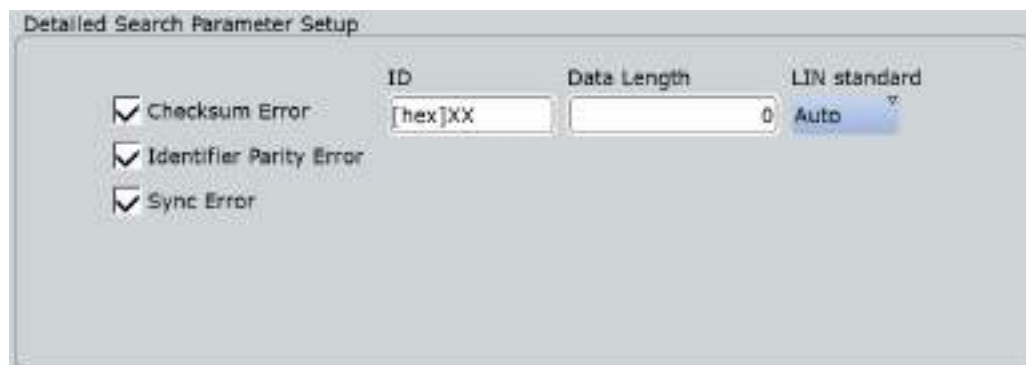 Detailed Search Parameter Setup
ID Data Length LIN standard
Checksum Error [hex]XX 0 Auto
Identifier Parity Error
Sync Error